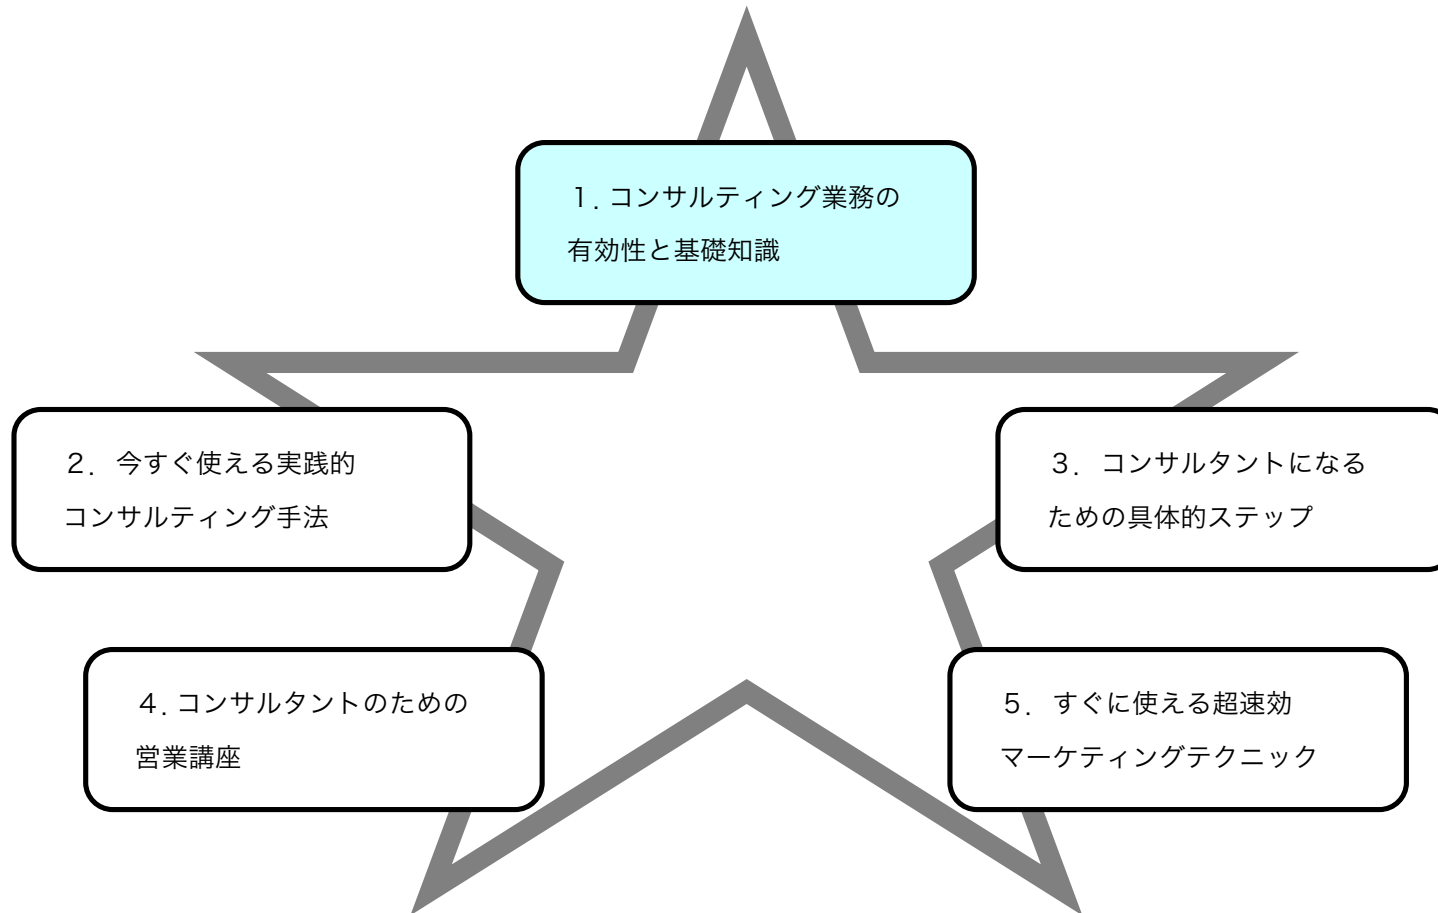 １．コンサルティング業務の
有効性と基礎知識
２． 今すぐ使える実践的
コンサルティング手法
３． コンサルタントになる
ための具体的ステップ
４．コンサルタントのための
営業講座
５． すぐに使える超速効
マーケティングテクニック